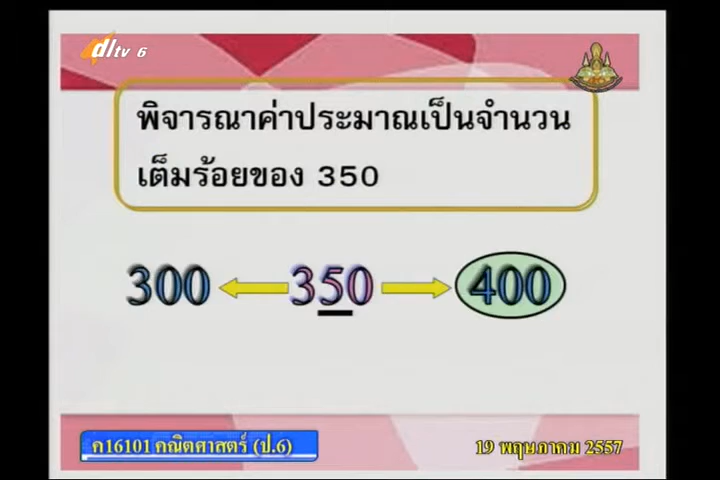 dltv 6
พิจารณาค่าประมาณเป็นจำนวน
เต็มร้อยของ 350
300 350 400
ค16101 คณิตศาสตร์ (ป.6) 19 พฤษภาคม 2557